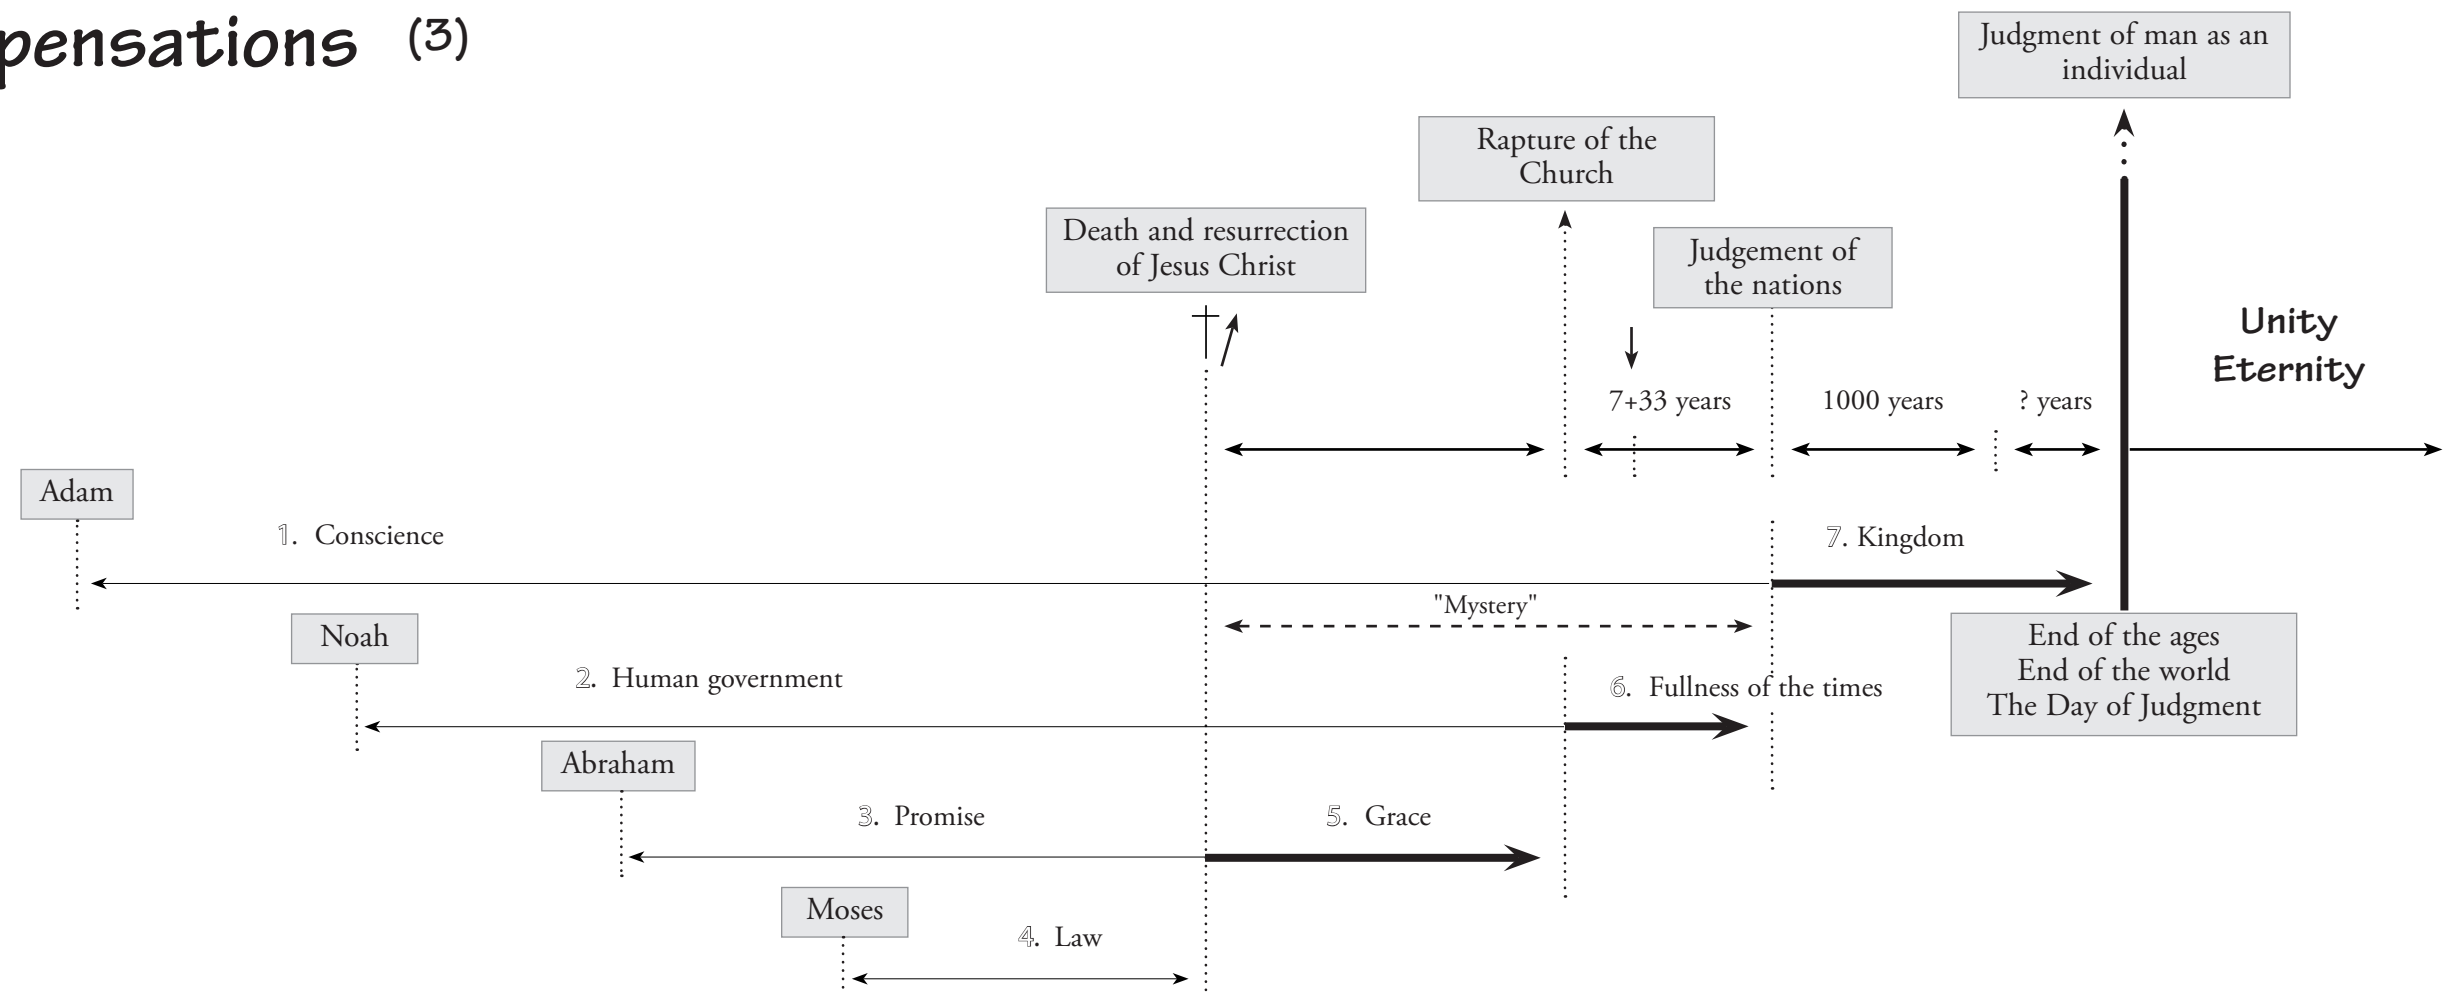 pensations (3)
Judgment of man as an
individual
Rapture of the
Church
Death and resurrection
of Jesus Christ
Judgement of
the nations
Unity
Eternity
7+33 years
1000 years
? years
Adam
1. Conscience
7. Kingdom
"Mystery"
Noah
2. Human government
6. Fullness of the times
End of the ages
End of the world
The Day of Judgment
Abraham
3. Promise
5. Grace
Moses
4. Law